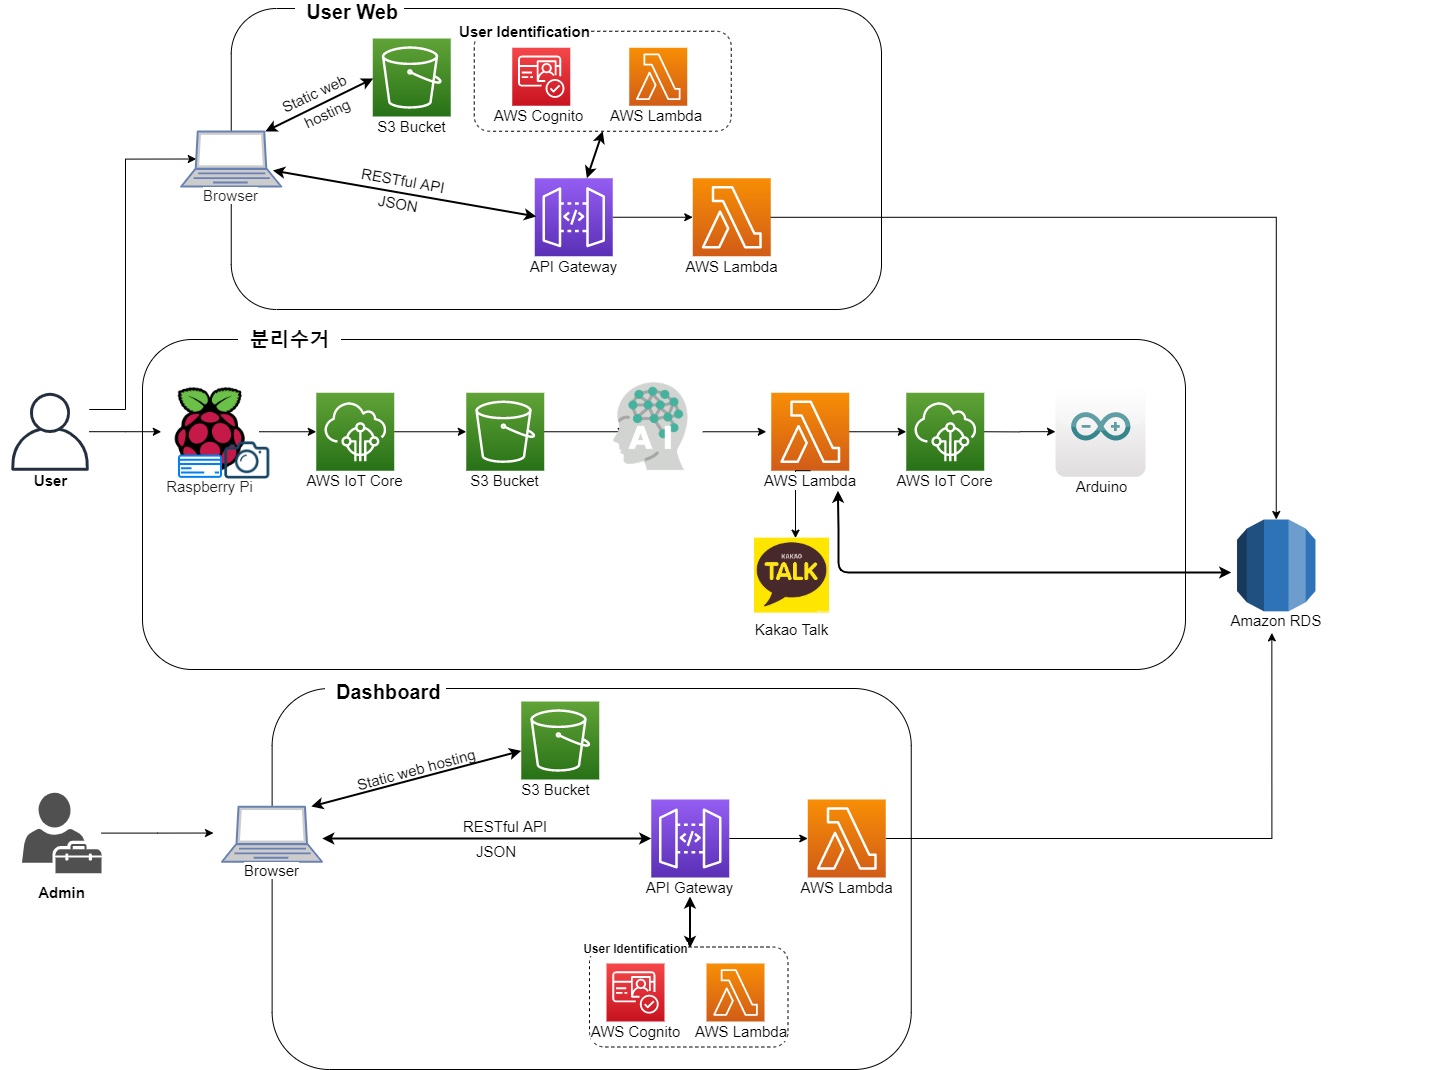 User Web
User Identification
Static web
hosting
S3 Bucket
AWS Cognito
AWS Lambda
Browser
RESTful API
JSON
</>
API Gateway
AWS Lambda
분리수거
User
Raspberry Pi
AWS IoT Core
S3 Bucket
A I
AWS Lambda
AWS IoT Core
Arduino
KAKAO
TALK
Kakao Talk
Amazon RDS
Dashboard
Static web hosting
S3 Bucket
Admin
Browser
RESTful API
JSON
</>
API Gateway
AWS Lambda
User Identification
AWS Cognito
AWS Lambda